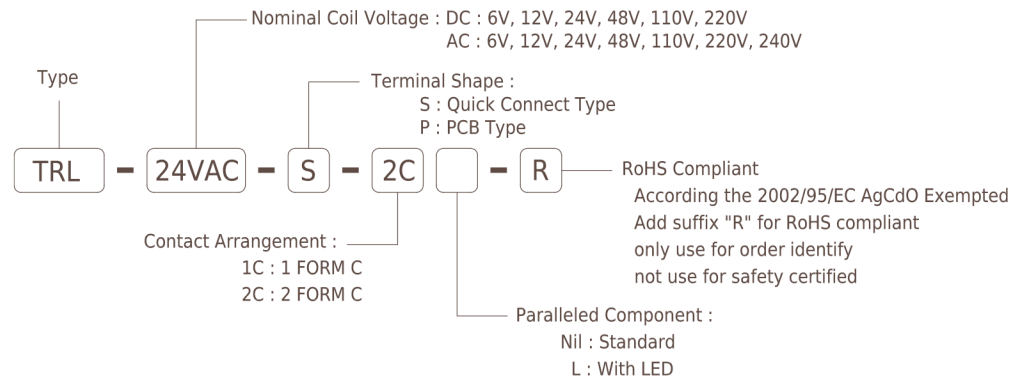 Nominal Coil Voltage : DC : 6V, 12V, 24V, 48V, 110V, 220V
AC : 6V, 12V, 24V, 48V, 110V, 220V, 240V
Type
Terminal Shape :
S : Quick Connect Type
P : PCB Type
TRL - 24VAC - S - 2C - R
RoHS Compliant
According the 2002/95/EC AgCdO Exempted
Add suffix "R" for RoHS compliant
only use for order identify
not use for safety certified
Contact Arrangement :
1C : 1 FORM C
2C : 2 FORM C
Paralleled Component :
Nil : Standard
L : With LED